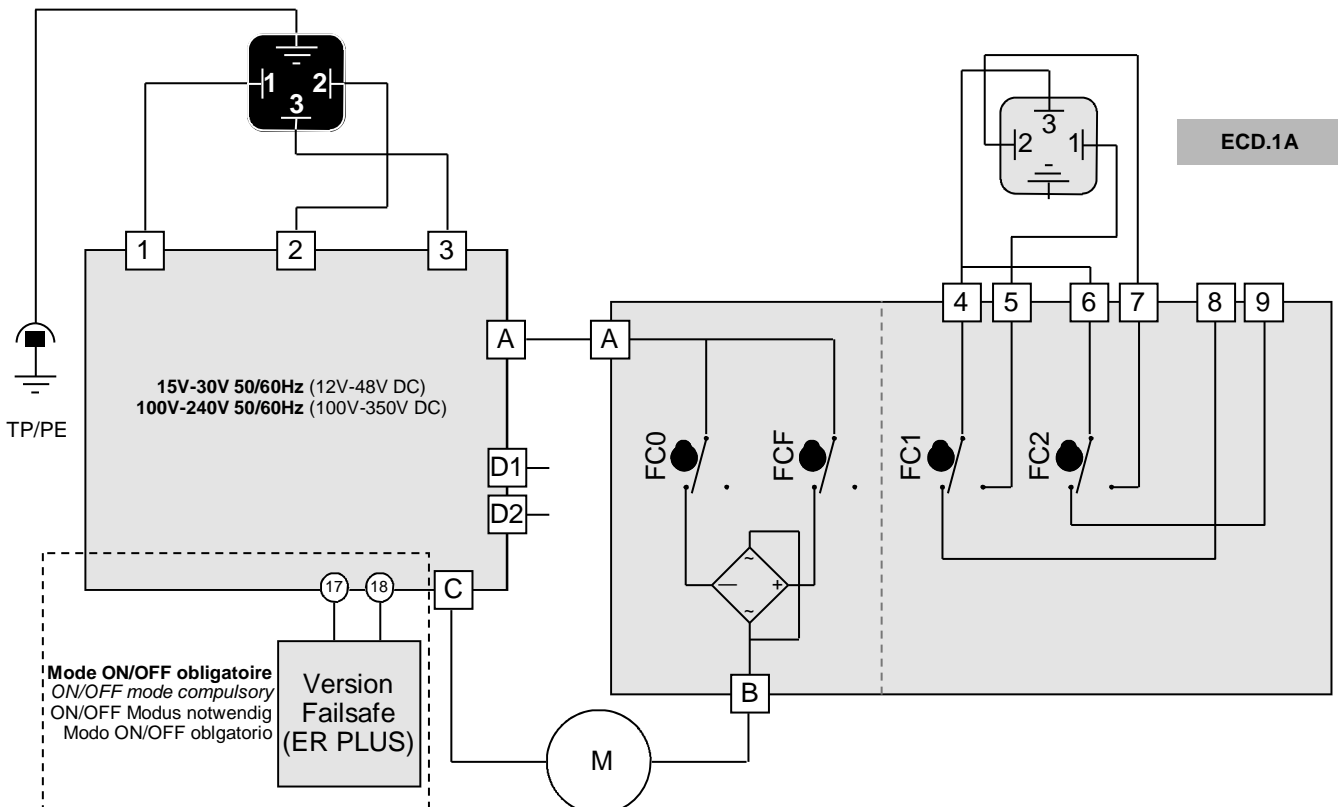 1 2
3
3
2 1
ECD.1A
1 2 3
4 5 6 7 8 9
A A
15V-30V 50/60Hz (12V-48V DC)
100V-240V 50/60Hz (100V-350V DC)
TP/PE
FC0 FCF FC1 FC2
D1
D2
~
— +
~
17 18
C
Mode ON/OFF obligatoire
ON/OFF mode compulsory
ON/OFF Modus notwendig
Modo ON/OFF oblgatorio
Version
Failsafe
(ER PLUS)
B
M